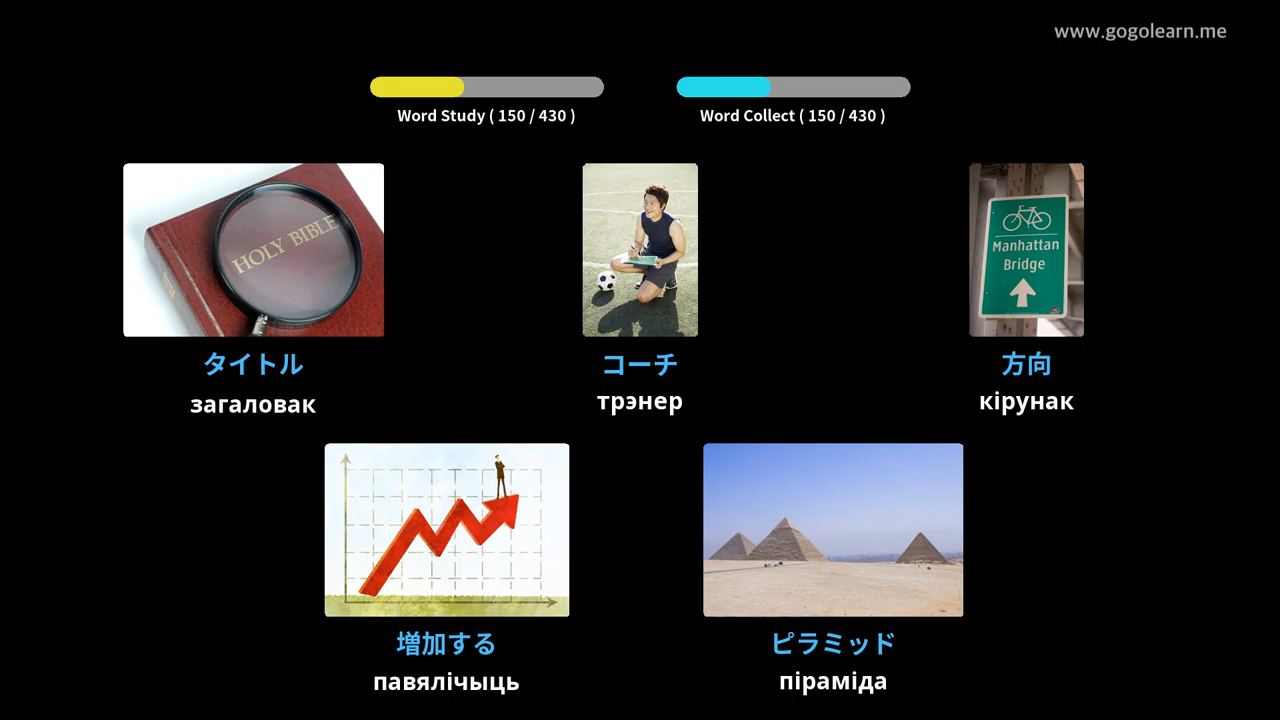 www.gogolearn.me
Word Study ( 150 / 430 )
Word Collect ( 150 / 430 )
HOLY BIBLE
Manhattan
Bridge
タイトル
загаловак
コーチ
трэнер
方向
кірунак
増加する
павялічыць
ピラミッド
піраміда